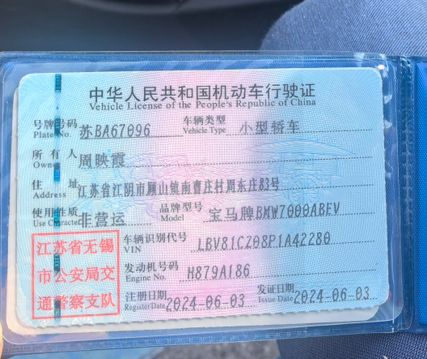 中华人民共和国机动车行驶证
Vehicle License of the People's Republic of China
号牌号码 苏BA67096 车辆类型 小型轿车
Plate No. Vehicle Type
所有人 周映霞
Owner
住址 江苏省江阴市顾山镇南曹庄村周东庄83号
Address
使用性质 非营运 品牌型号 宝马牌BMW7000ABEV
Use Character Model
车辆识别代号 LBV81CZ08P1A42280
VIN
发动机号码 H879A186
Engine No.
注册日期 2024-06-03 发证日期 2024-06-03
Register Date Issue Date
江苏省无锡
市公安局交
通警察支队